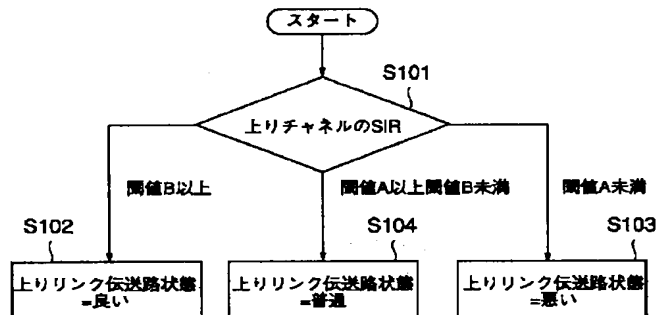 スタート
S101
上りチャネルのSIR
閾値B以上
閾値A以上閾値B未満
閾値A未満
S102
S104
S103
上りリンク伝送路状態
=良い
上りリンク伝送路状態
=普通
上りリンク伝送路状態
=悪い